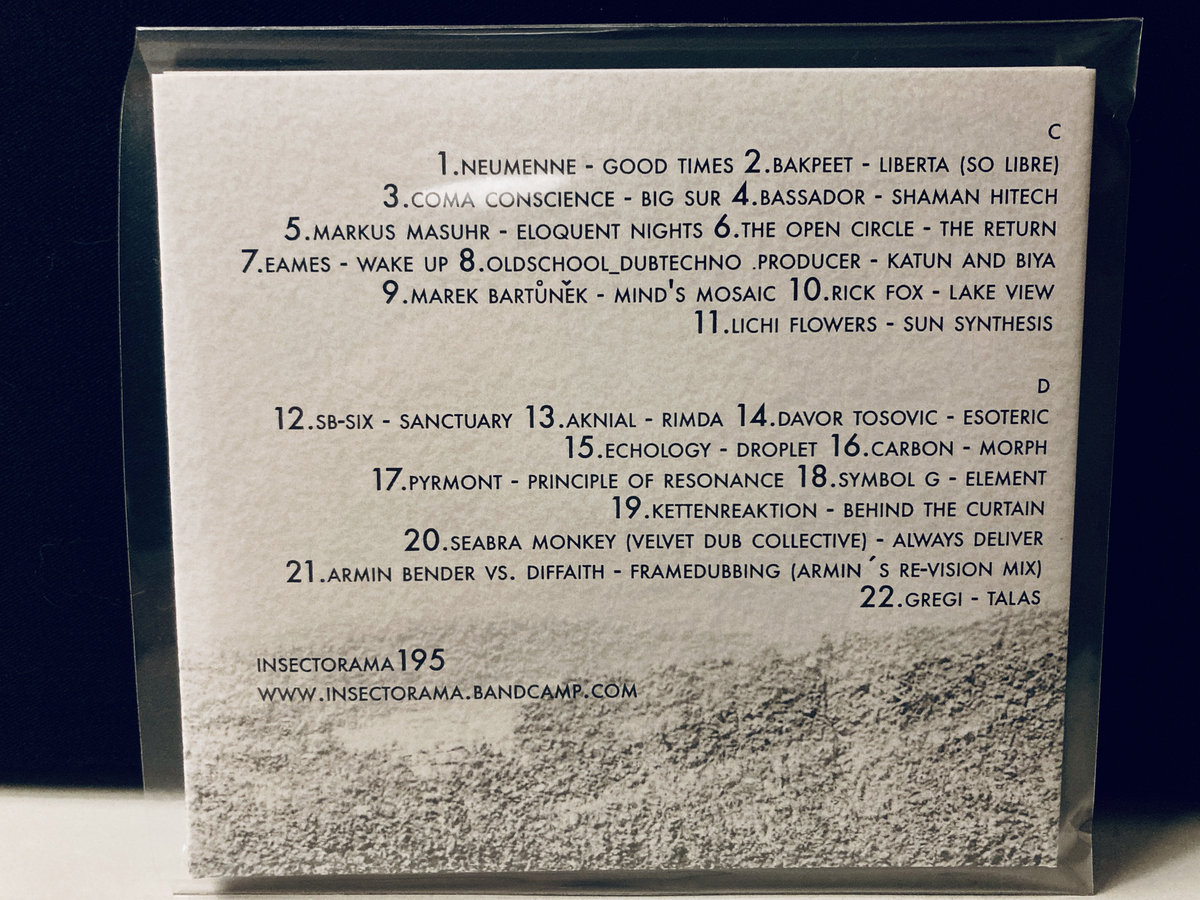 C
1.NEUMENNE - GOOD TIMES 2.BAKPEET - LIBERTA (SO LIBRE)
3.COMA CONSCIENCE - BIG SUR 4.BASSADOR - SHAMAN HITECH
5.MARKUS MASUHR - ELOQUENT NIGHTS 6.THE OPEN CIRCLE - THE RETURN
7.EAMES - WAKE UP 8.OLDSCHOOL_DUBTECHNO .PRODUCER - KATUN AND BIYA
9.MAREK BARTŮNĚK - MIND'S MOSAIC 10.RICK FOX - LAKE VIEW
11.LICHI FLOWERS - SUN SYNTHESIS
D
12.SB-SIX - SANCTUARY 13.AKNIAL - RIMDA 14.DAVOR TOSOVIC - ESOTERIC
15.ECHOLOGY - DROPLET 16.CARBON - MORPH
17.PYRMONT - PRINCIPLE OF RESONANCE 18.SYMBOL G - ELEMENT
19.KETTENREAKTION - BEHIND THE CURTAIN
20.SEABRA MONKEY (VELVET DUB COLLECTIVE) - ALWAYS DELIVER
21.ARMIN BENDER VS. DIFFAITH - FRAMEDUBBING (ARMIN´S RE-VISION MIX)
22.GREGI - TALAS
INSECTORAMA195
WWW.INSECTORAMA.BANDCAMP.COM